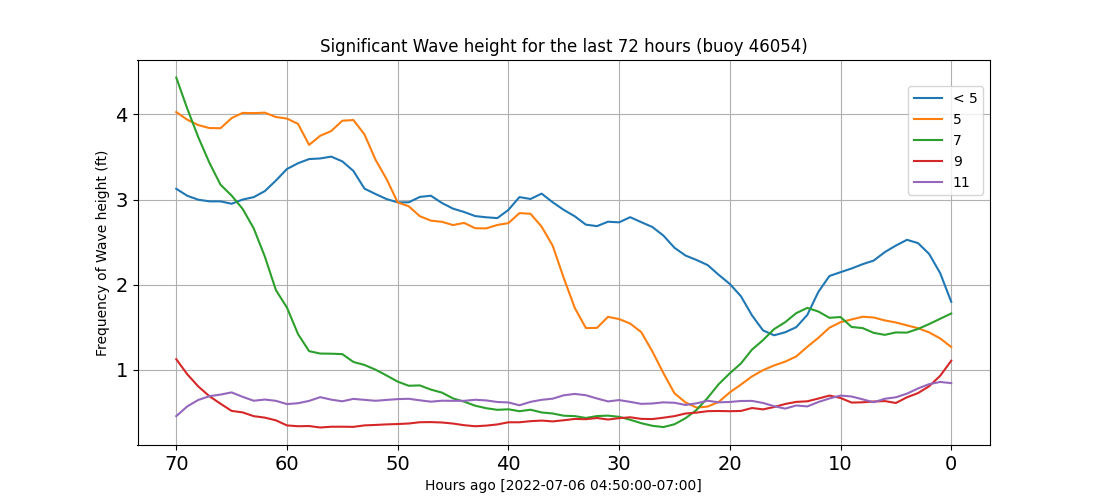 Significant Wave height for the last 72 hours (buoy 46054)
Frequency of Wave height (ft)
4
3
2
1
< 5
5
7
9
11
70 60 50 40 30 20 10 0
Hours ago [2022-07-06 04:50:00-07:00]